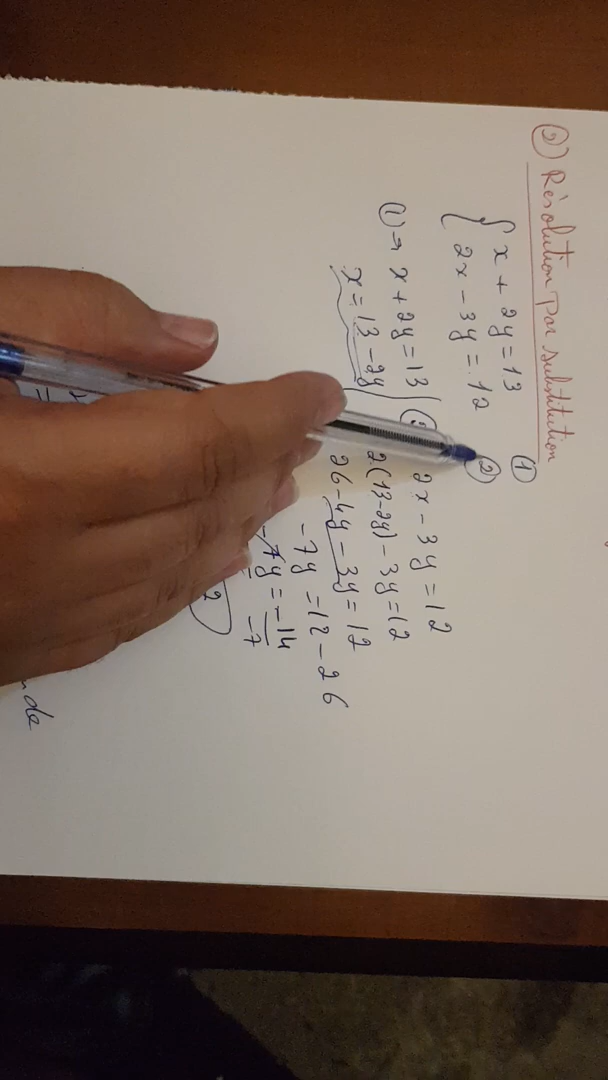 ② Résolution par substitution
x + 2y = 13 ①
2x - 3y = 12 ②
① → x + 2y = 13
x = 13 - 2y
2x - 3y = 12
2(13-2y) - 3y = 12
26 - 4y - 3y = 12
-7y = 12 - 26
-7y = -14
-7
2